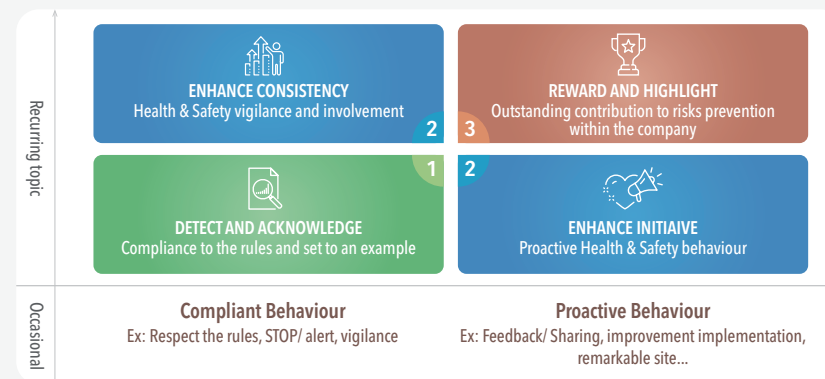 Recurring topic
ENHANCE CONSISTENCY
Health & Safety vigilance and involvement
2
REWARD AND HIGHLIGHT
Outstanding contribution to risks prevention
within the company
3
DETECT AND ACKNOWLEDGE
Compliance to the rules and set to an example
1
ENHANCE INITIAIVE
Proactive Health & Safety behaviour
2
Occasional
Compliant Behaviour
Ex: Respect the rules, STOP/ alert, vigilance
Proactive Behaviour
Ex: Feedback/ Sharing, improvement implementation,
remarkable site...